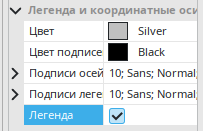 Легенда и координатные оси
Цвет Silver
Цвет подписе Black
Подписи осей 10; Sans; Normal,
Подписи леге 10; Sans; Normal,
Легенда